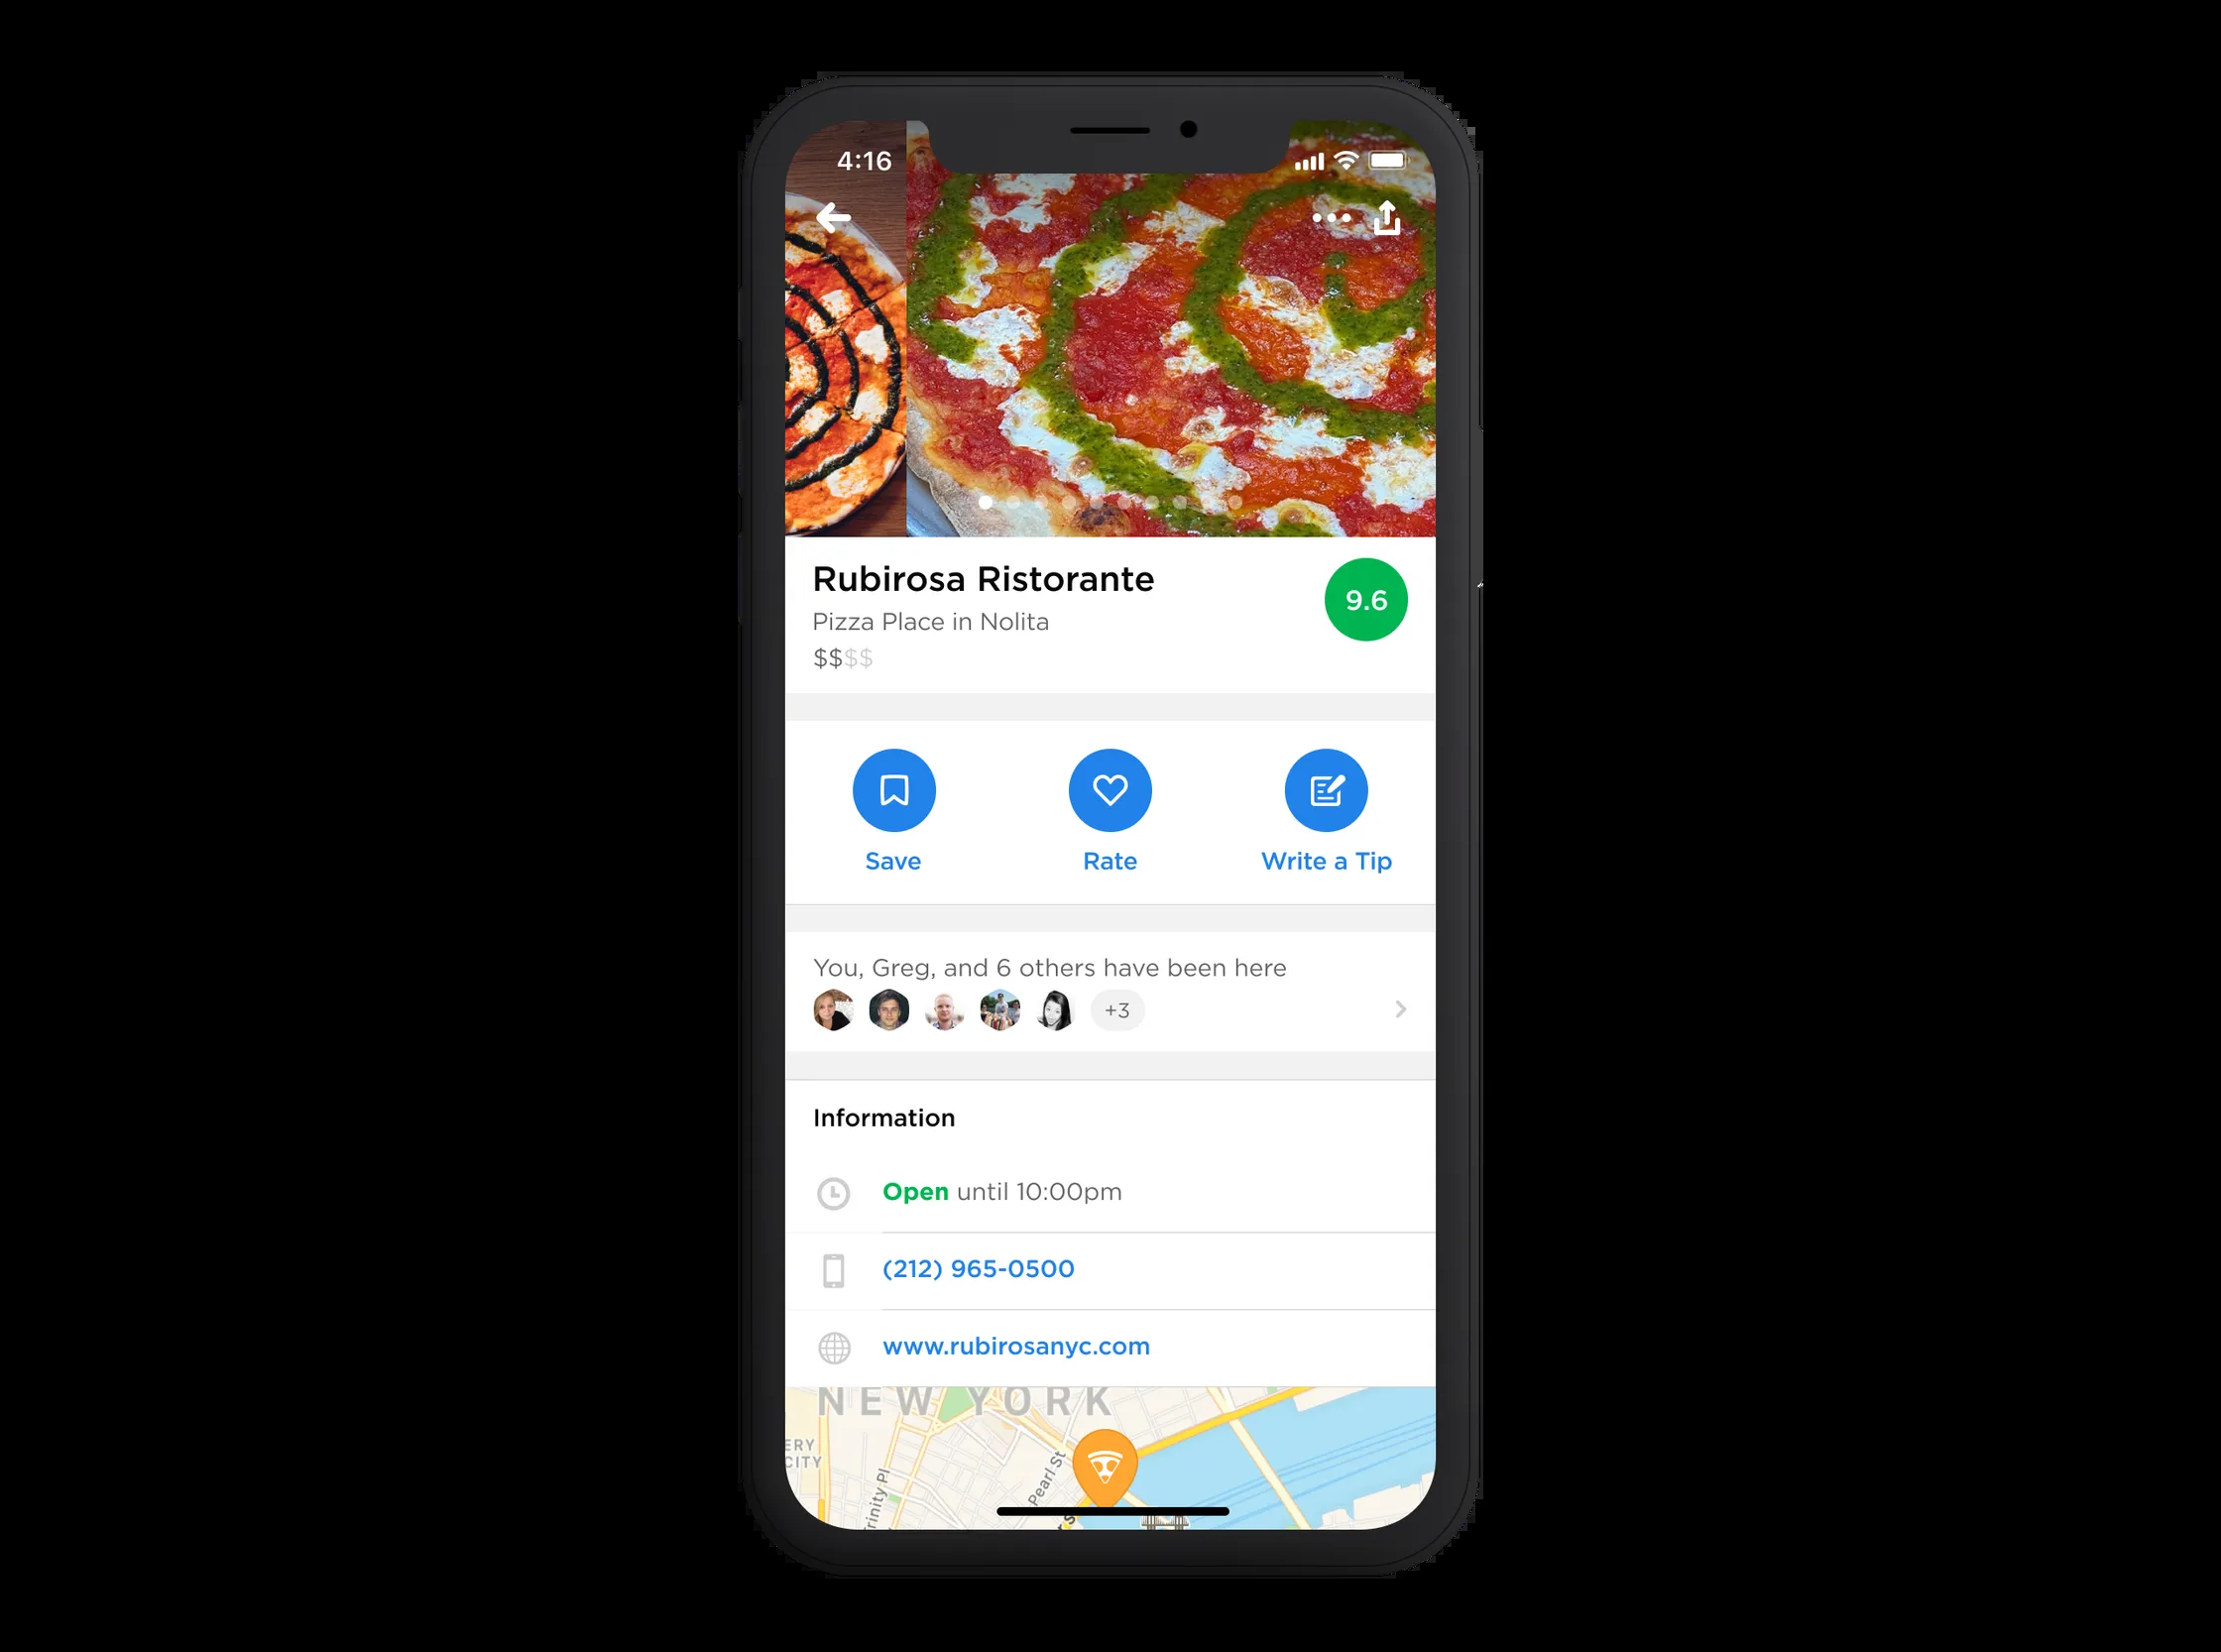 4:16
Rubirosa Ristorante
9.6
Pizza Place in Nolita
$$$$
Save
Rate
Write a Tip
You, Greg, and 6 others have been here
+3
Information
Open until 10:00pm
(212) 965-0500
www.rubirosanyc.com
NEW YORK
ERY
CITY
Pearl St
rinity Pl
rs